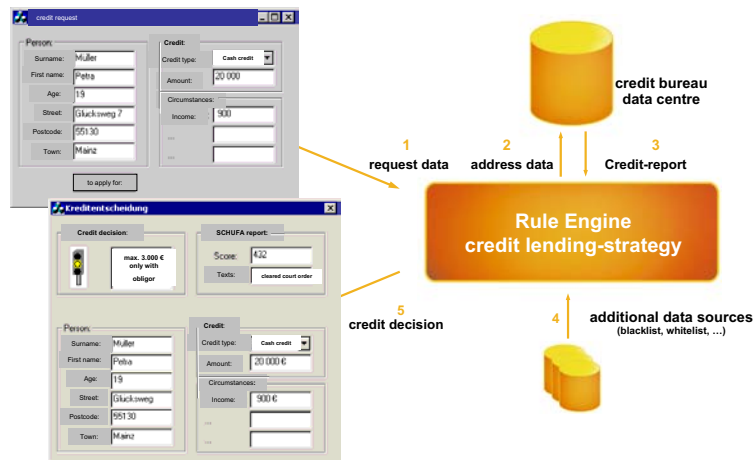 credit request
Person:
Surname: Muller
First name: Petra
Age: 19
Street: Glucksweg 7
Postcode: 55130
Town: Mainz
Credit:
Credit type: Cash credit
Amount: 20 000
Circumstances:
Income: 900
...
...
to apply for:
credit bureau
data centre
1
request data
2
address data
3
Credit-report
Rule Engine
credit lending-strategy
Kreditentscheidung
Credit decision:
max. 3.000 €
only with
obligor
SCHUFA report:
Score: 432
Texts: cleared court order
5
credit decision
4
additional data sources
(blacklist, whitelist, ...)
Person:
Surname: Muller
First name: Petra
Age: 19
Street: Glucksweg
Postcode: 55130
Town: Mainz
Credit:
Credit type: Cash credit
Amount: 20 000 €
Circumstances:
Income: 900 €
...
...